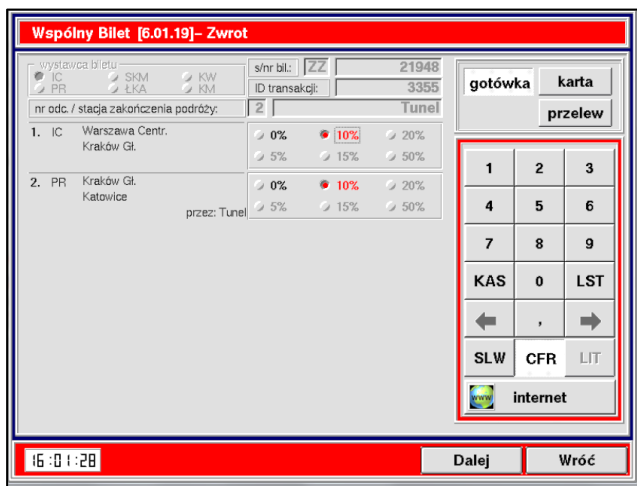 Wspólny Bilet [6.01.19]– Zwrot
wystawca biletu
IC SKM KW
PR ŁKA KM
s/nr bil.: ZZ 21948
ID transakcji: 3355
nr odc. / stacja zakończenia podróży: 2 Tunel
1. IC Warszawa Centr.
Kraków Gł.
0% 10% 20%
5% 15% 50%
2. PR Kraków Gł.
Katowice
przez: Tunel
0% 10% 20%
5% 15% 50%
gotówka karta
przelew
1 2 3
4 5 6
7 8 9
KAS 0 LST
,
SLW CFR LIT
www internet
16:01:28
Dalej Wróć